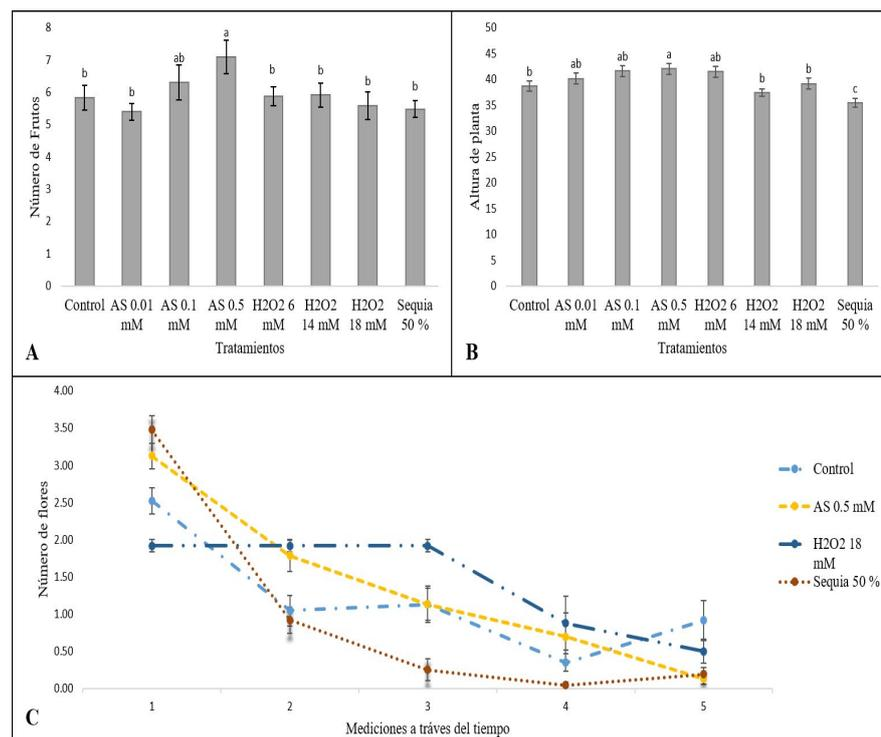 8
7
6
5
4
3
2
1
0
Número de Frutos
b
b
ab
a
b
b
b
b
Control
AS 0.01 mM
AS 0.1 mM
AS 0.5 mM
H2O2 6 mM
H2O2 14 mM
H2O2 18 mM
Sequia 50 %
Tratamientos
A
50
45
40
35
30
25
20
15
10
5
0
Altura de planta
b
ab
ab
a
ab
b
b
c
Control
AS 0.01 mM
AS 0.1 mM
AS 0.5 mM
H2O2 6 mM
H2O2 14 mM
H2O2 18 mM
Sequia 50 %
Tratamientos
B
4.00
3.50
3.00
2.50
2.00
1.50
1.00
0.50
0.00
Número de flores
1
2
3
4
5
Mediciones a tráves del tiempo
C
Control
AS 0.5 mM
H2O2 18
mM
Sequia 50 %